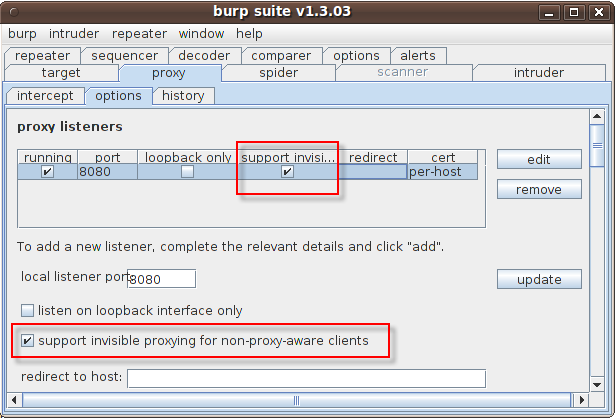 burp suite v1.3.03
burp intruder repeater window help
repeater sequencer decoder comparer options alerts
target proxy spider scanner intruder
intercept options history
proxy listeners
running port loopback only support invisi... redirect cert
8080 per-host
edit
remove
To add a new listener, complete the relevant details and click "add".
local listener port: 8080
update
listen on loopback interface only
support invisible proxying for non-proxy-aware clients
redirect to host: